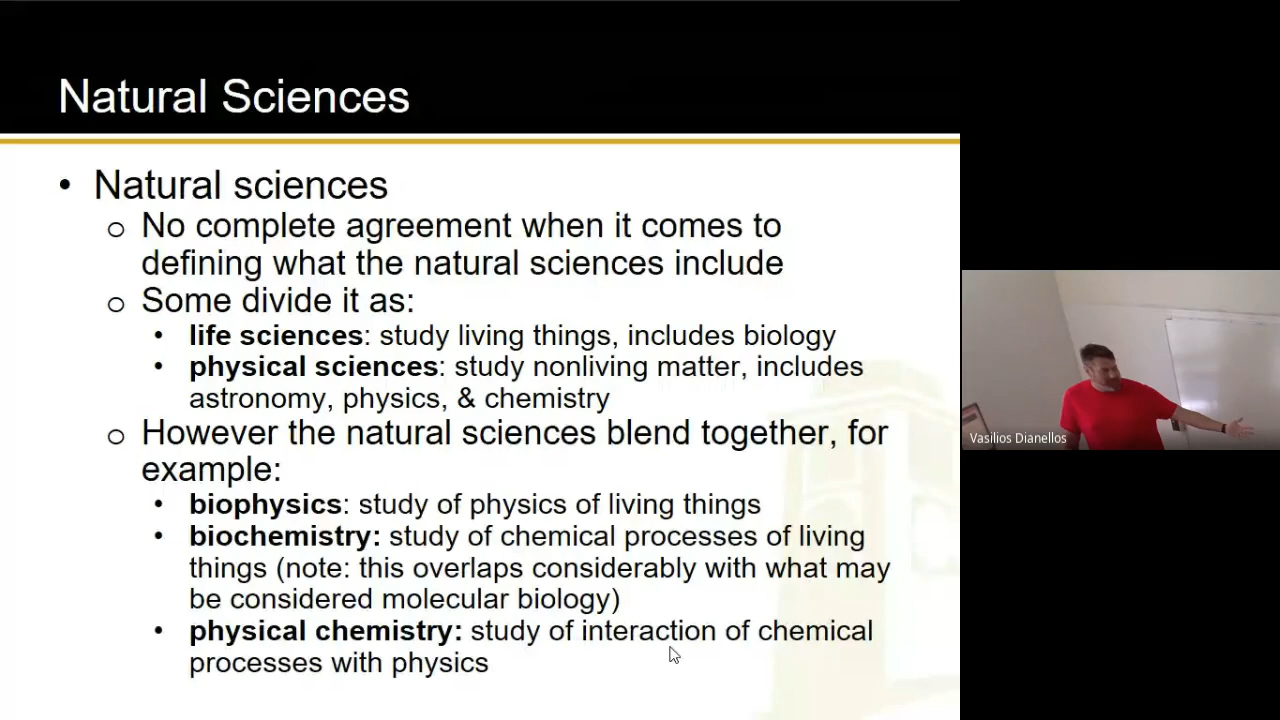 Natural Sciences
• Natural sciences
o No complete agreement when it comes to
defining what the natural sciences include
o Some divide it as:
• life sciences: study living things, includes biology
• physical sciences: study nonliving matter, includes
astronomy, physics, & chemistry
o However the natural sciences blend together, for
example:
• biophysics: study of physics of living things
• biochemistry: study of chemical processes of living
things (note: this overlaps considerably with what may
be considered molecular biology)
• physical chemistry: study of interaction of chemical
processes with physics
Vasilios Dianellos